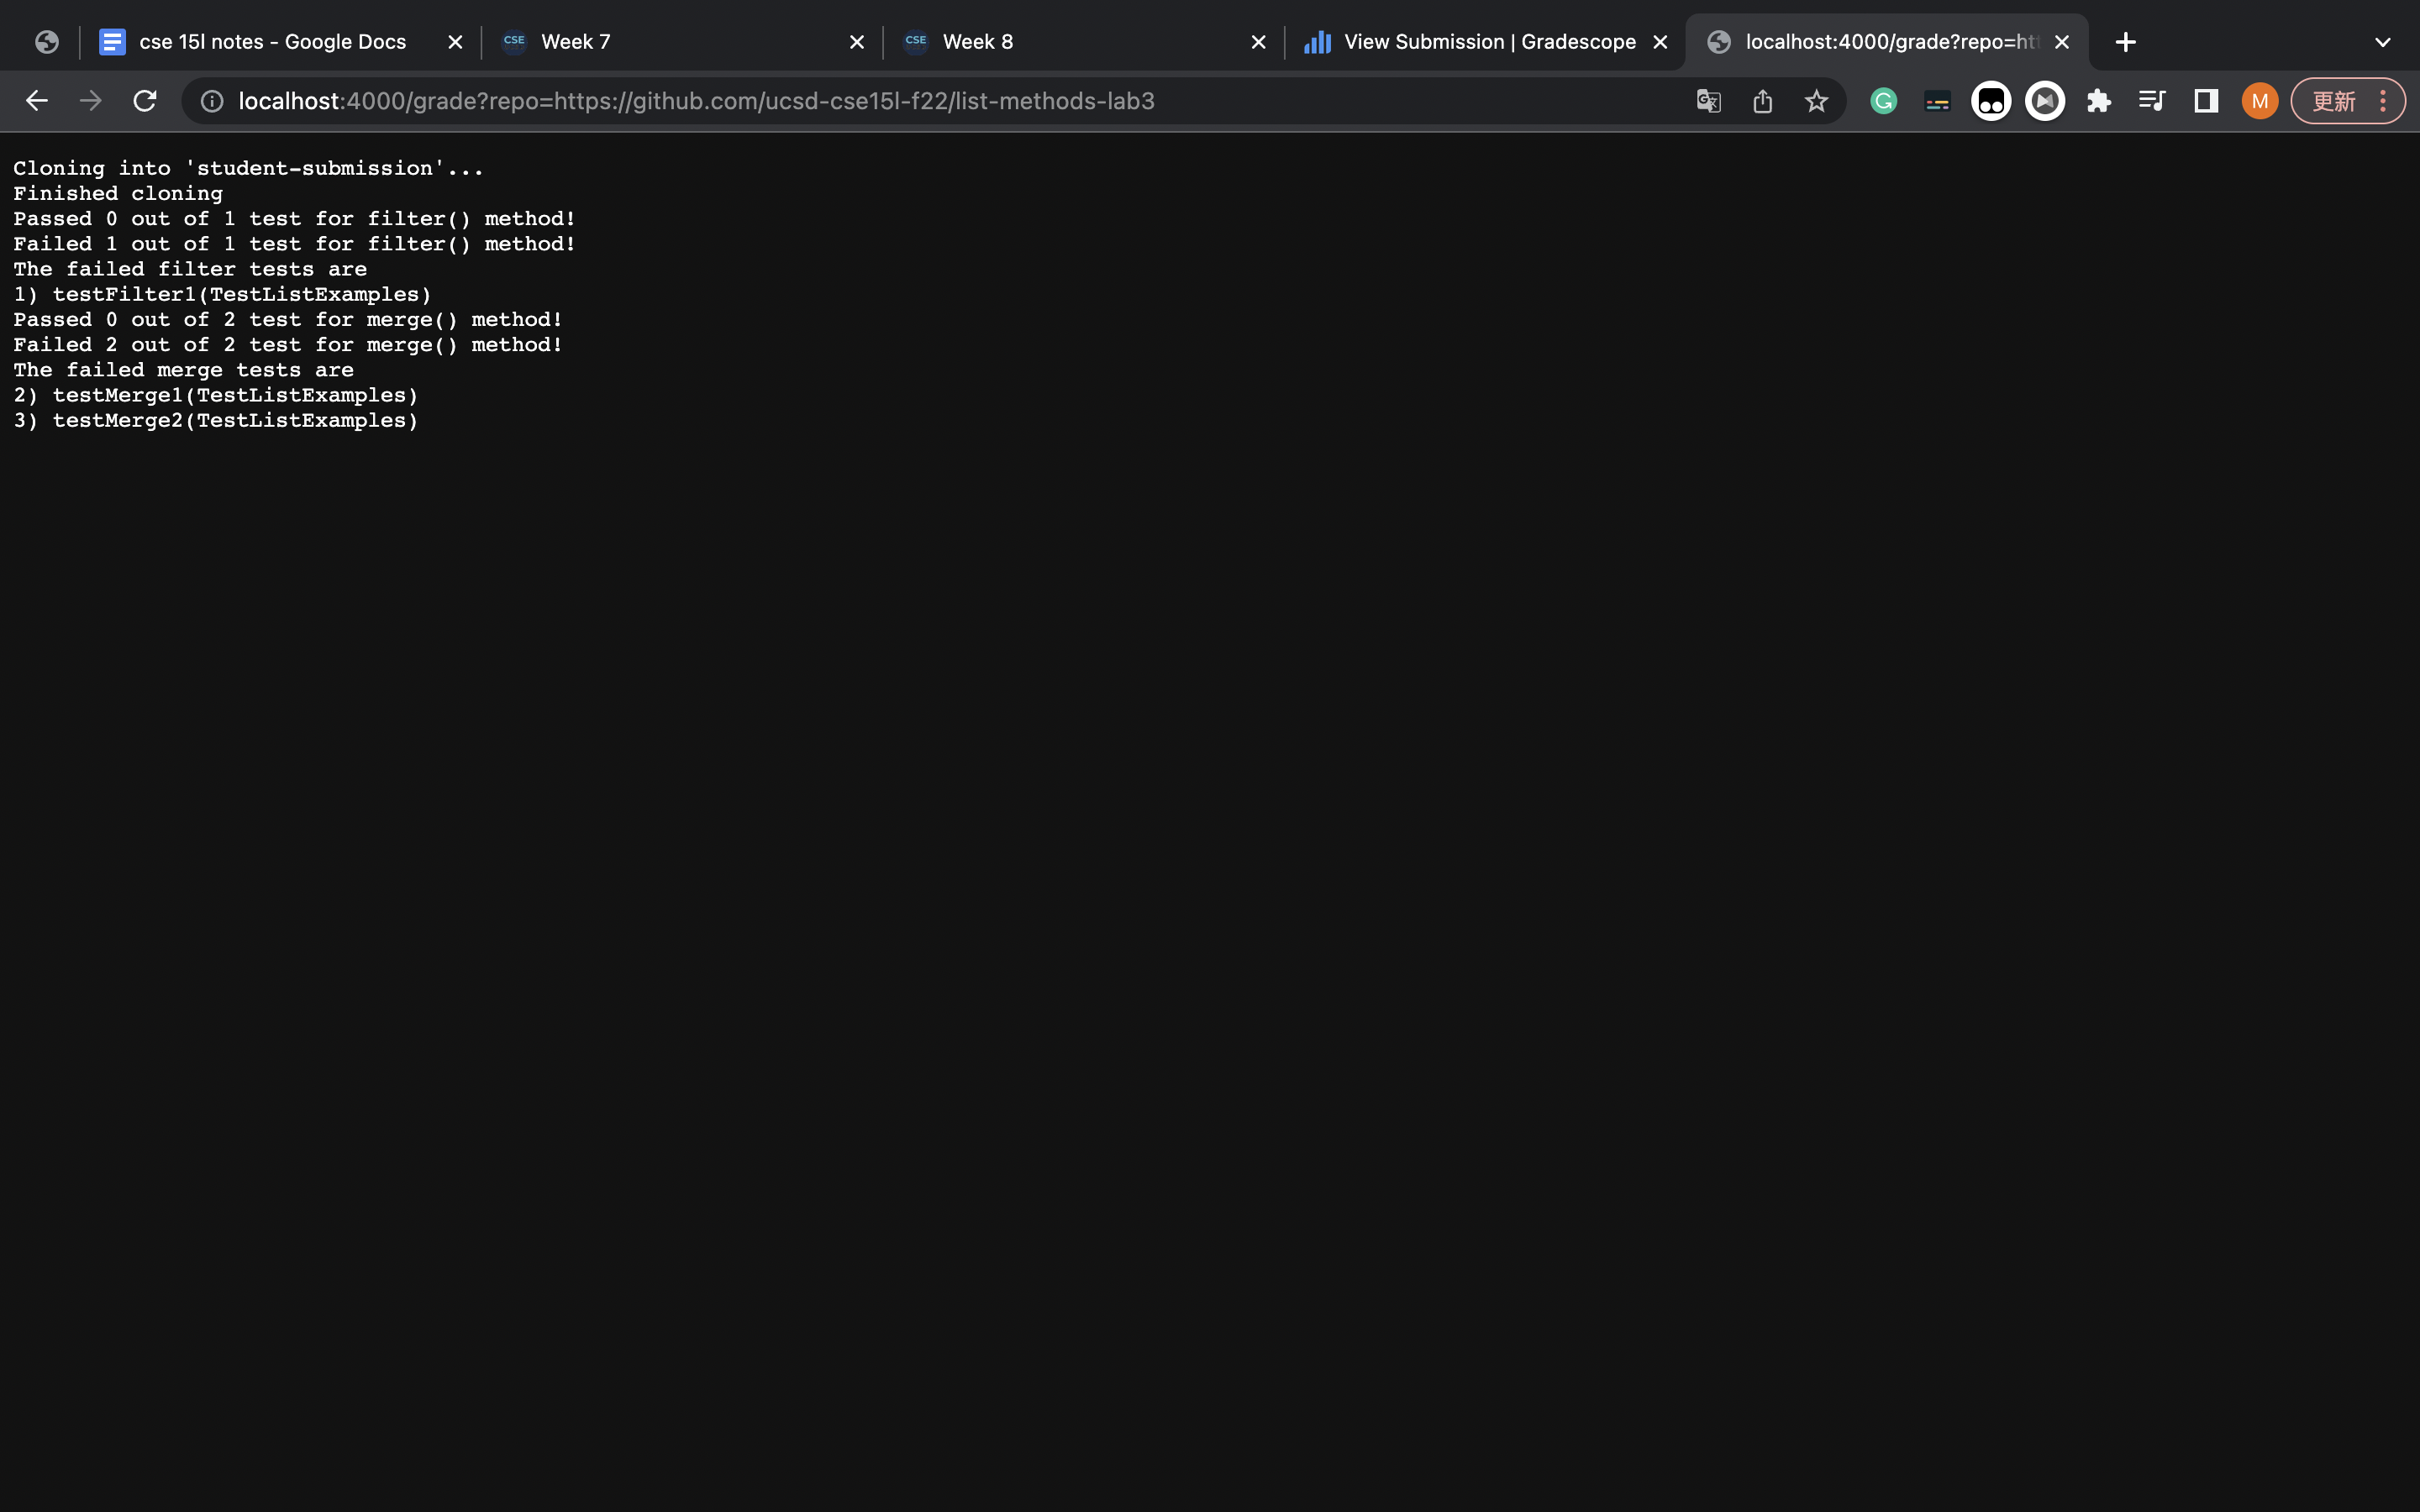 cse 15l notes - Google Docs
CSE Week 7
CSE Week 8
View Submission | Gradescope
localhost:4000/grade?repo=ht
localhost:4000/grade?repo=https://github.com/ucsd-cse15l-f22/list-methods-lab3
M
更新
Cloning into 'student-submission'...
Finished cloning
Passed 0 out of 1 test for filter() method!
Failed 1 out of 1 test for filter() method!
The failed filter tests are
1) testFilter1(TestListExamples)
Passed 0 out of 2 test for merge() method!
Failed 2 out of 2 test for merge() method!
The failed merge tests are
2) testMerge1(TestListExamples)
3) testMerge2(TestListExamples)